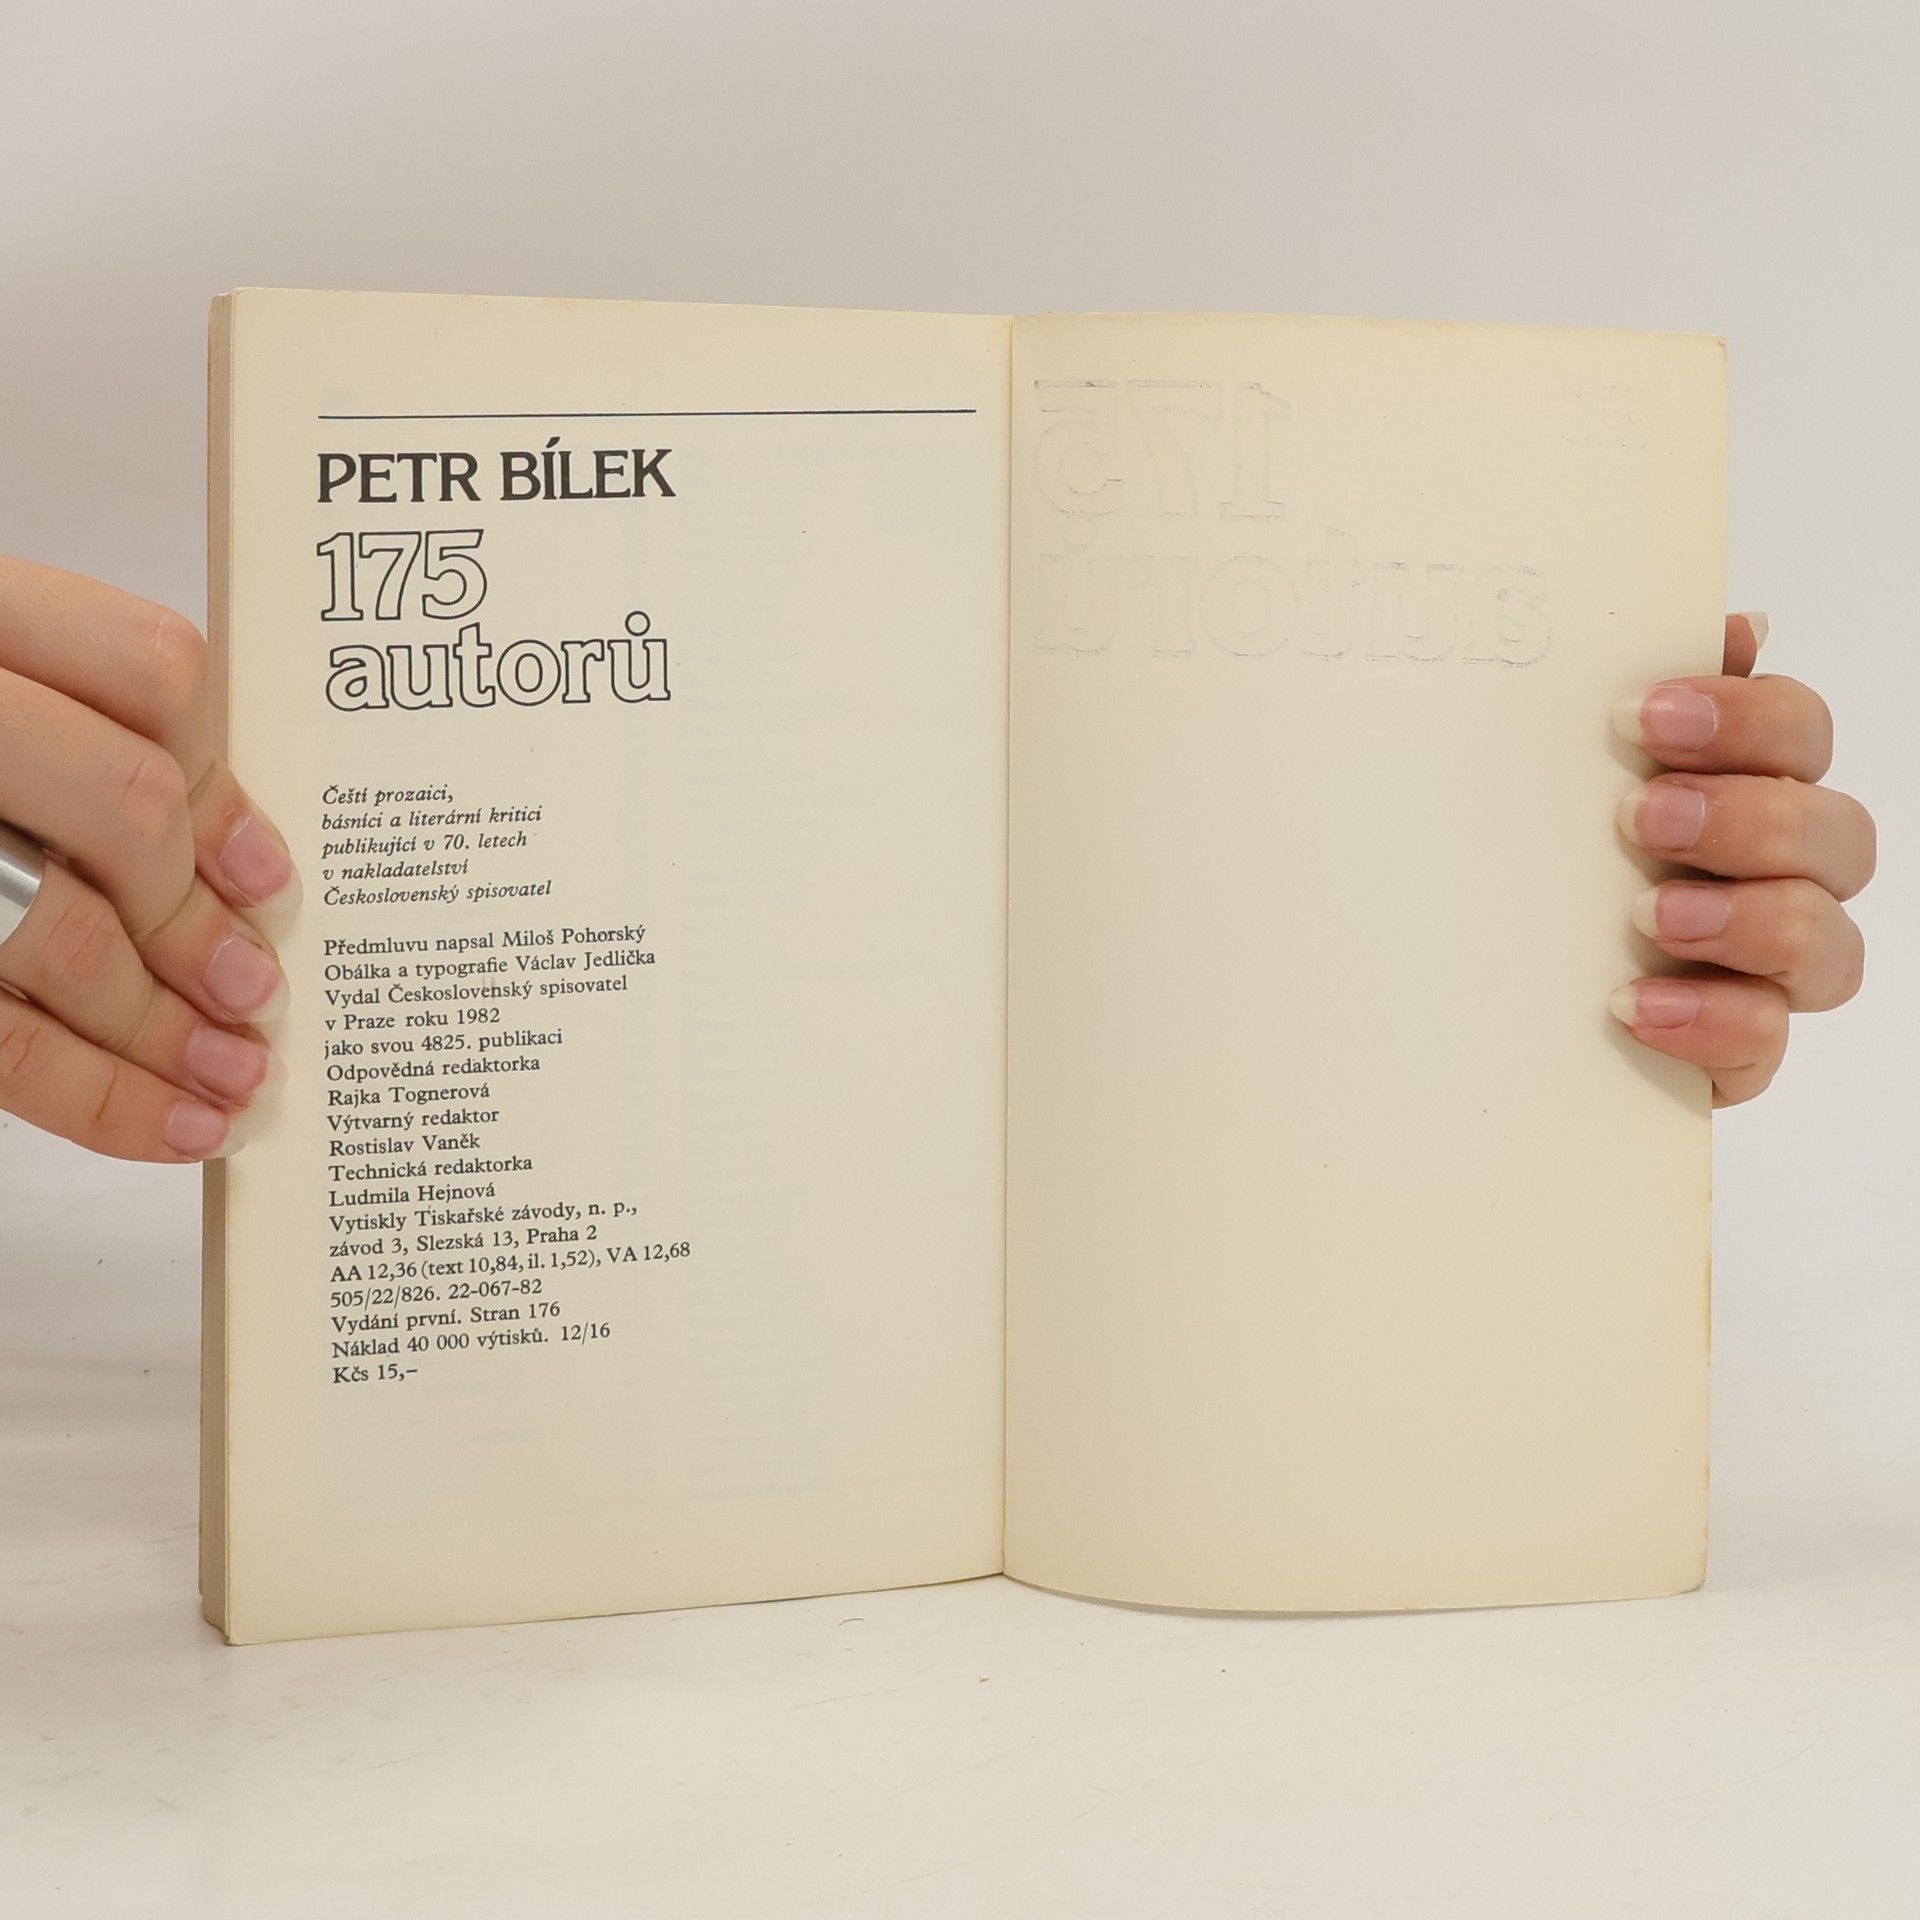 PETR BÍLEK
175
autorů
Čeští prozaici,
básníci a literární kritici
publikující v 70. letech
v nakladatelství
Československý spisovatel
Předmluvu napsal Miloš Pohorský
Obálka a typografie Václav Jedlička
Vydal Československý spisovatel
v Praze roku 1982
jako svou 4825. publikaci
Odpovědná redaktorka
Rajka Tognerová
Výtvarný redaktor
Rostislav Vaněk
Technická redaktorka
Ludmila Hejnová
Vytiskly Tiskařské závody, n. p.,
závod 3, Slezská 13, Praha 2
AA 12,36 (text 10,84, il. 1,52), VA 12,68
505/22/826. 22-067-82
Vydání první. Stran 176
Náklad 40 000 výtisků. 12/16
Kčs 15,–
175
autorů